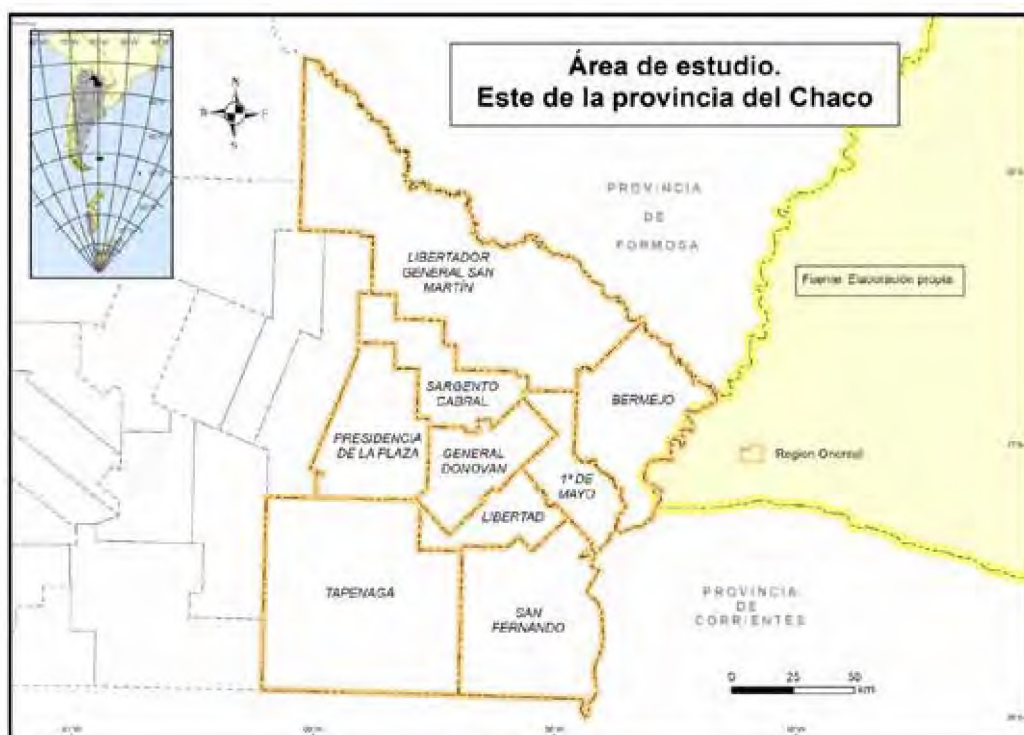 Área de estudio.
Este de la provincia del Chaco
N
S
PROVINCIA
DE
FORMOSA
LIBERTADOR
GENERAL SAN
MARTÍN
Fuente: Elaboración propia.
SARGENTO
CABRAL
BERMEJO
PRESIDENCIA
DE LA PLAZA
GENERAL
DONOVAN
1º DE
MAYO
Region Oriental
LIBERTAD
TAPENAGÁ
SAN
FERNANDO
PROVINCIA
DE
CORRIENTES
0 25 50
km